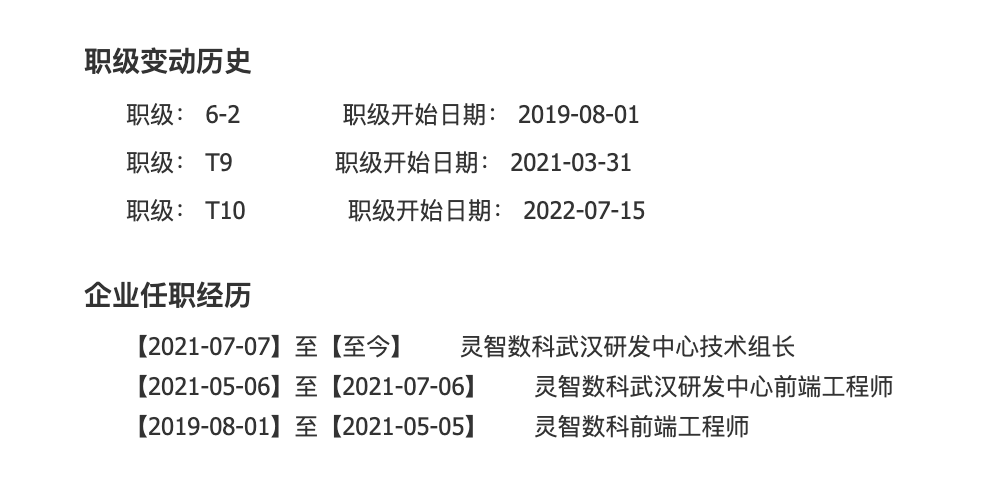 职级变动历史
职级： 6-2 职级开始日期： 2019-08-01
职级： T9 职级开始日期： 2021-03-31
职级： T10 职级开始日期： 2022-07-15
企业任职经历
【2021-07-07】至【至今】 灵智数科武汉研发中心技术组长
【2021-05-06】至【2021-07-06】 灵智数科武汉研发中心前端工程师
【2019-08-01】至【2021-05-05】 灵智数科前端工程师